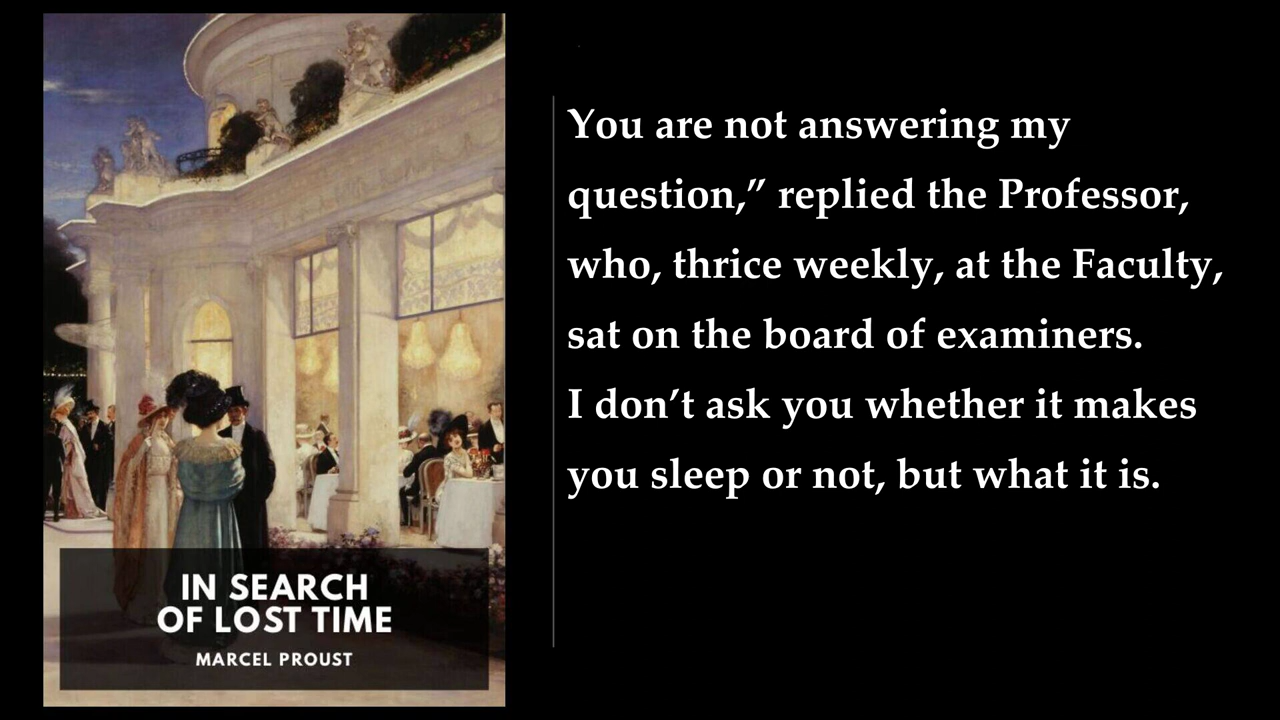 IN SEARCH
OF LOST TIME
MARCEL PROUST
You are not answering my
question,” replied the Professor,
who, thrice weekly, at the Faculty,
sat on the board of examiners.
I don’t ask you whether it makes
you sleep or not, but what it is.